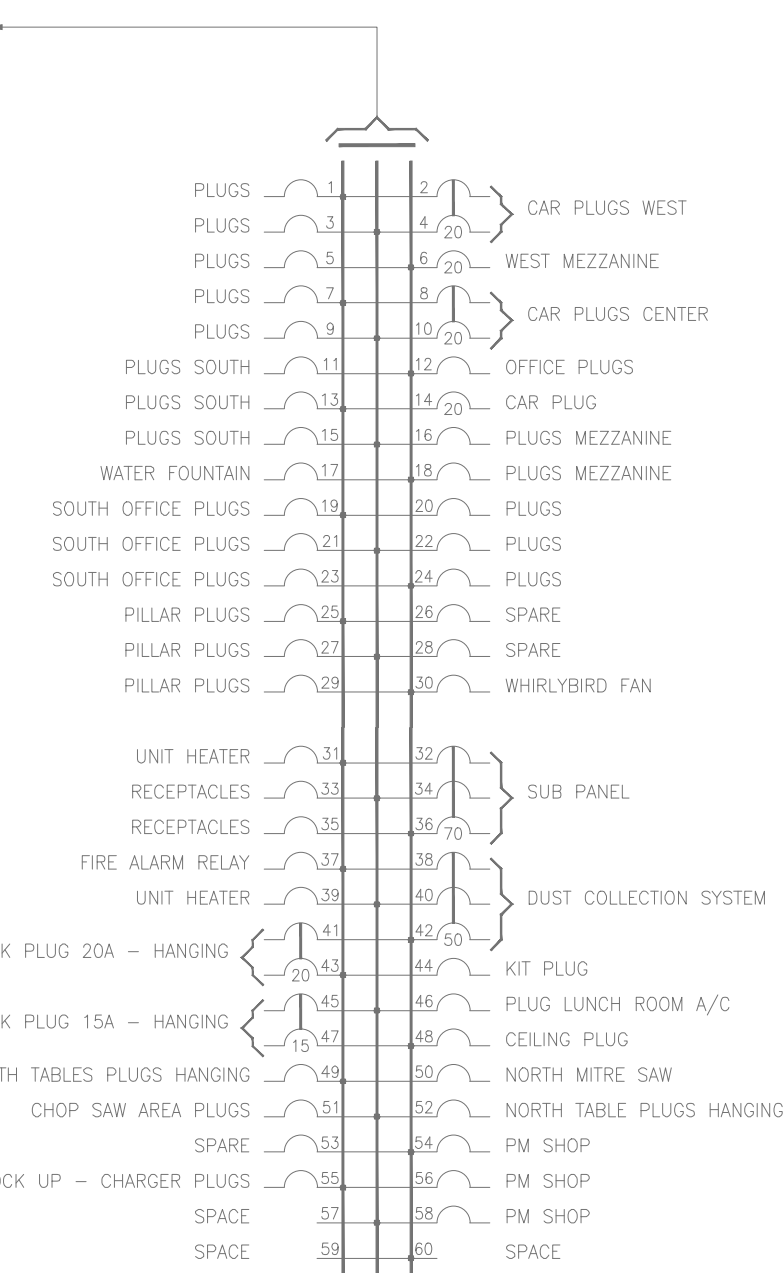 PLUGS 1 2 CAR PLUGS WEST
PLUGS 3 4 20
PLUGS 5 6 20 WEST MEZZANINE
PLUGS 7 8 CAR PLUGS CENTER
PLUGS 9 10 20
PLUGS SOUTH 11 12 OFFICE PLUGS
PLUGS SOUTH 13 14 20 CAR PLUG
PLUGS SOUTH 15 16 PLUGS MEZZANINE
WATER FOUNTAIN 17 18 PLUGS MEZZANINE
SOUTH OFFICE PLUGS 19 20 PLUGS
SOUTH OFFICE PLUGS 21 22 PLUGS
SOUTH OFFICE PLUGS 23 24 PLUGS
PILLAR PLUGS 25 26 SPARE
PILLAR PLUGS 27 28 SPARE
PILLAR PLUGS 29 30 WHIRLYBIRD FAN
UNIT HEATER 31 32
RECEPTACLES 33 34 SUB PANEL
RECEPTACLES 35 36 70
FIRE ALARM RELAY 37 38
UNIT HEATER 39 40 DUST COLLECTION SYSTEM
41 42 50
K PLUG 20A – HANGING
20 43 44 KIT PLUG
45 46 PLUG LUNCH ROOM A/C
K PLUG 15A – HANGING
15 47 48 CEILING PLUG
TH TABLES PLUGS HANGING 49 50 NORTH MITRE SAW
CHOP SAW AREA PLUGS 51 52 NORTH TABLE PLUGS HANGING
SPARE 53 54 PM SHOP
OCK UP – CHARGER PLUGS 55 56 PM SHOP
SPACE 57 58 PM SHOP
SPACE 59 60 SPACE